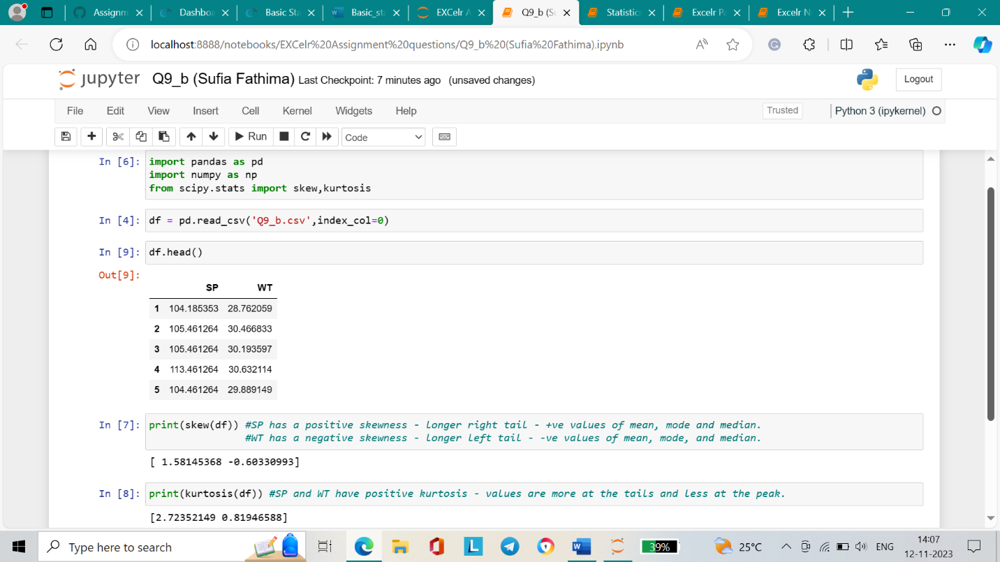 Assignm
Dashboa
Basic Sta
Basic_sta
EXCelr A
Q9_b (Su
Statistics
Excelr Pa
Excelr N
localhost:8888/notebooks/EXCelr%20Assignment%20questions/Q9_b%20(Sufia%20Fathima).ipynb
jupyter Q9_b (Sufia Fathima) Last Checkpoint: 7 minutes ago (unsaved changes)
Logout
File Edit View Insert Cell Kernel Widgets Help
Trusted
Python 3 (ipykernel)
Run
Code
In [6]: import pandas as pd
import numpy as np
from scipy.stats import skew,kurtosis
In [4]: df = pd.read_csv('Q9_b.csv',index_col=0)
In [9]: df.head()
Out[9]:
SP WT
1 104.185353 28.762059
2 105.461264 30.466833
3 105.461264 30.193597
4 113.461264 30.632114
5 104.461264 29.889149
In [7]: print(skew(df)) #SP has a positive skewness - longer right tail - +ve values of mean, mode and median.
#WT has a negative skewness - longer left tail - -ve values of mean, mode, and median.
[ 1.58145368 -0.60330993]
In [8]: print(kurtosis(df)) #SP and WT have positive kurtosis - values are more at the tails and less at the peak.
[2.72352149 0.81946588]
Type here to search
39%
25°C
ENG
14:07
12-11-2023